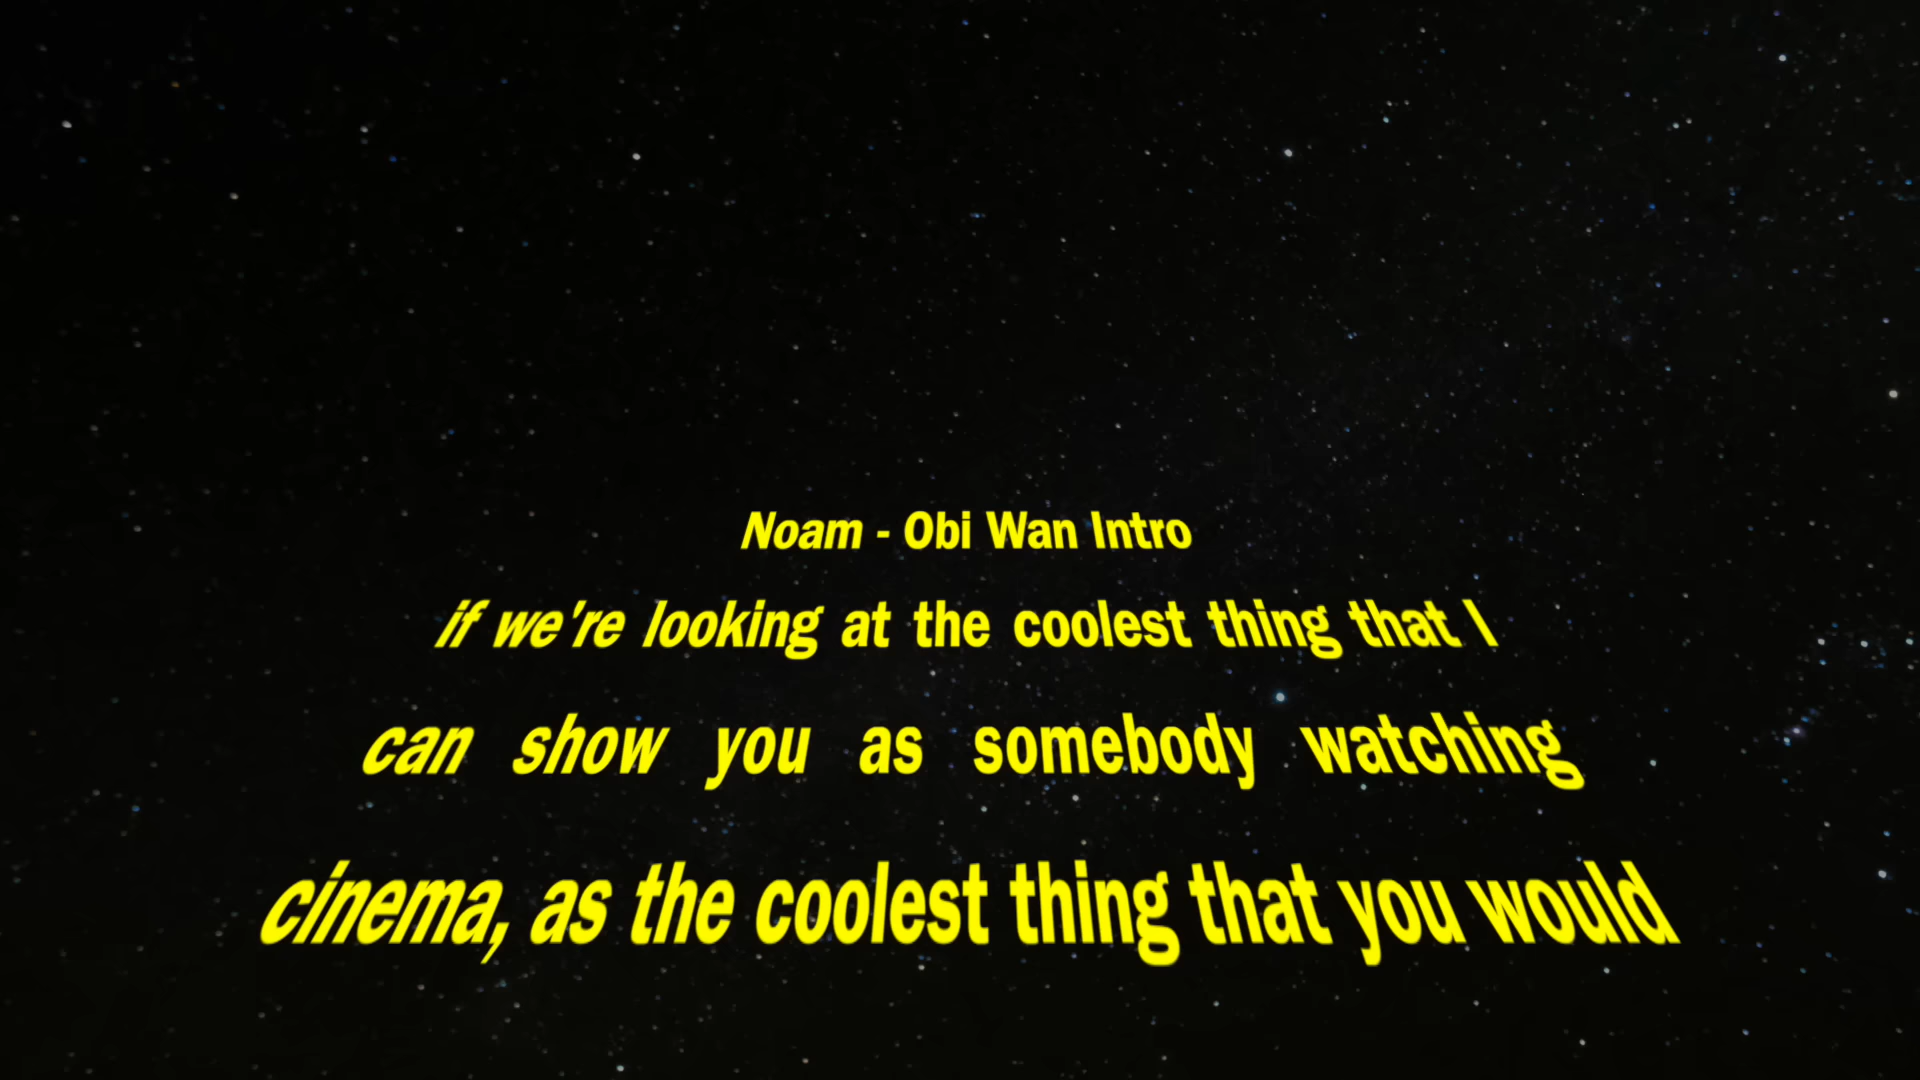 Noam - Obi Wan Intro
if we're looking at the coolest thing that I
can show you as somebody watching
cinema, as the coolest thing that you would